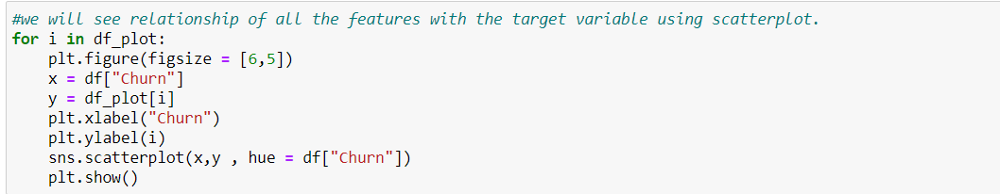 #we will see relationship of all the features with the target variable using scatterplot.
for i in df_plot:
    plt.figure(figsize = [6,5])
    x = df["Churn"]
    y = df_plot[i]
    plt.xlabel("Churn")
    plt.ylabel(i)
    sns.scatterplot(x,y , hue = df["Churn"])
    plt.show()